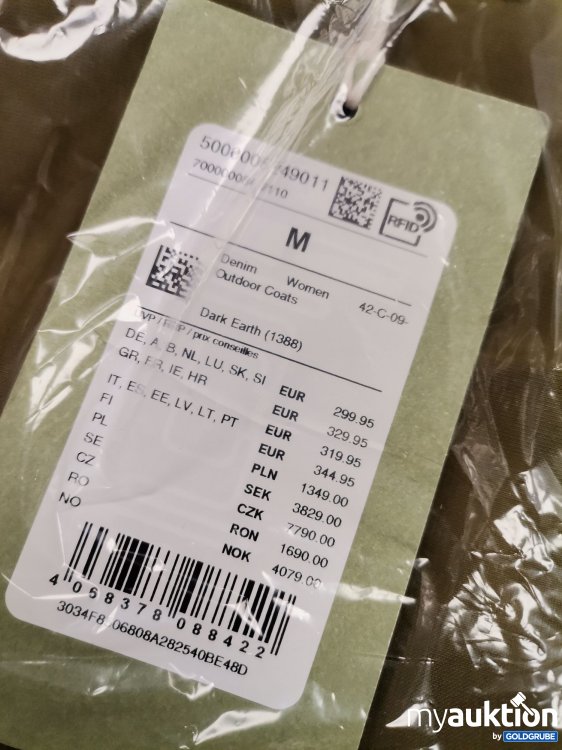 RFID
M
Denim Women
Outdoor Coats 42-C-09-
Dark Earth (1388)
UVP / RRP / prix conseilles
DE, A, B, NL, LU, SK, SI EUR 299.95
GR, FR, IE, HR EUR 329.95
IT, ES, EE, LV, LT, PT EUR 319.95
FI EUR 344.95
PL PLN 1349.00
SE SEK 3829.00
CZ CZK 7790.00
RO RON 1690.00
NO NOK 4079.00
4 068378 088422
myauktion
by GOLDGRUBE